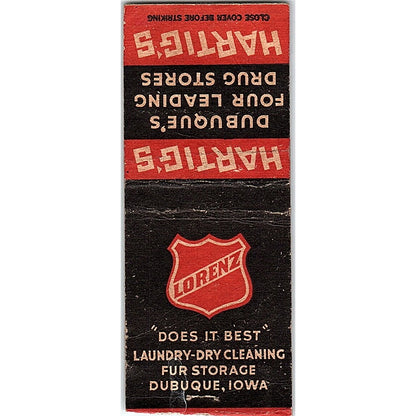 HARTIG'S
DUBUQUE'S
FOUR LEADING
DRUG STORES
HARTIG'S
CLOSE COVER BEFORE STRIKING
LORENZ
"DOES IT BEST"
LAUNDRY-DRY CLEANING
FUR STORAGE
DUBUQUE, IOWA